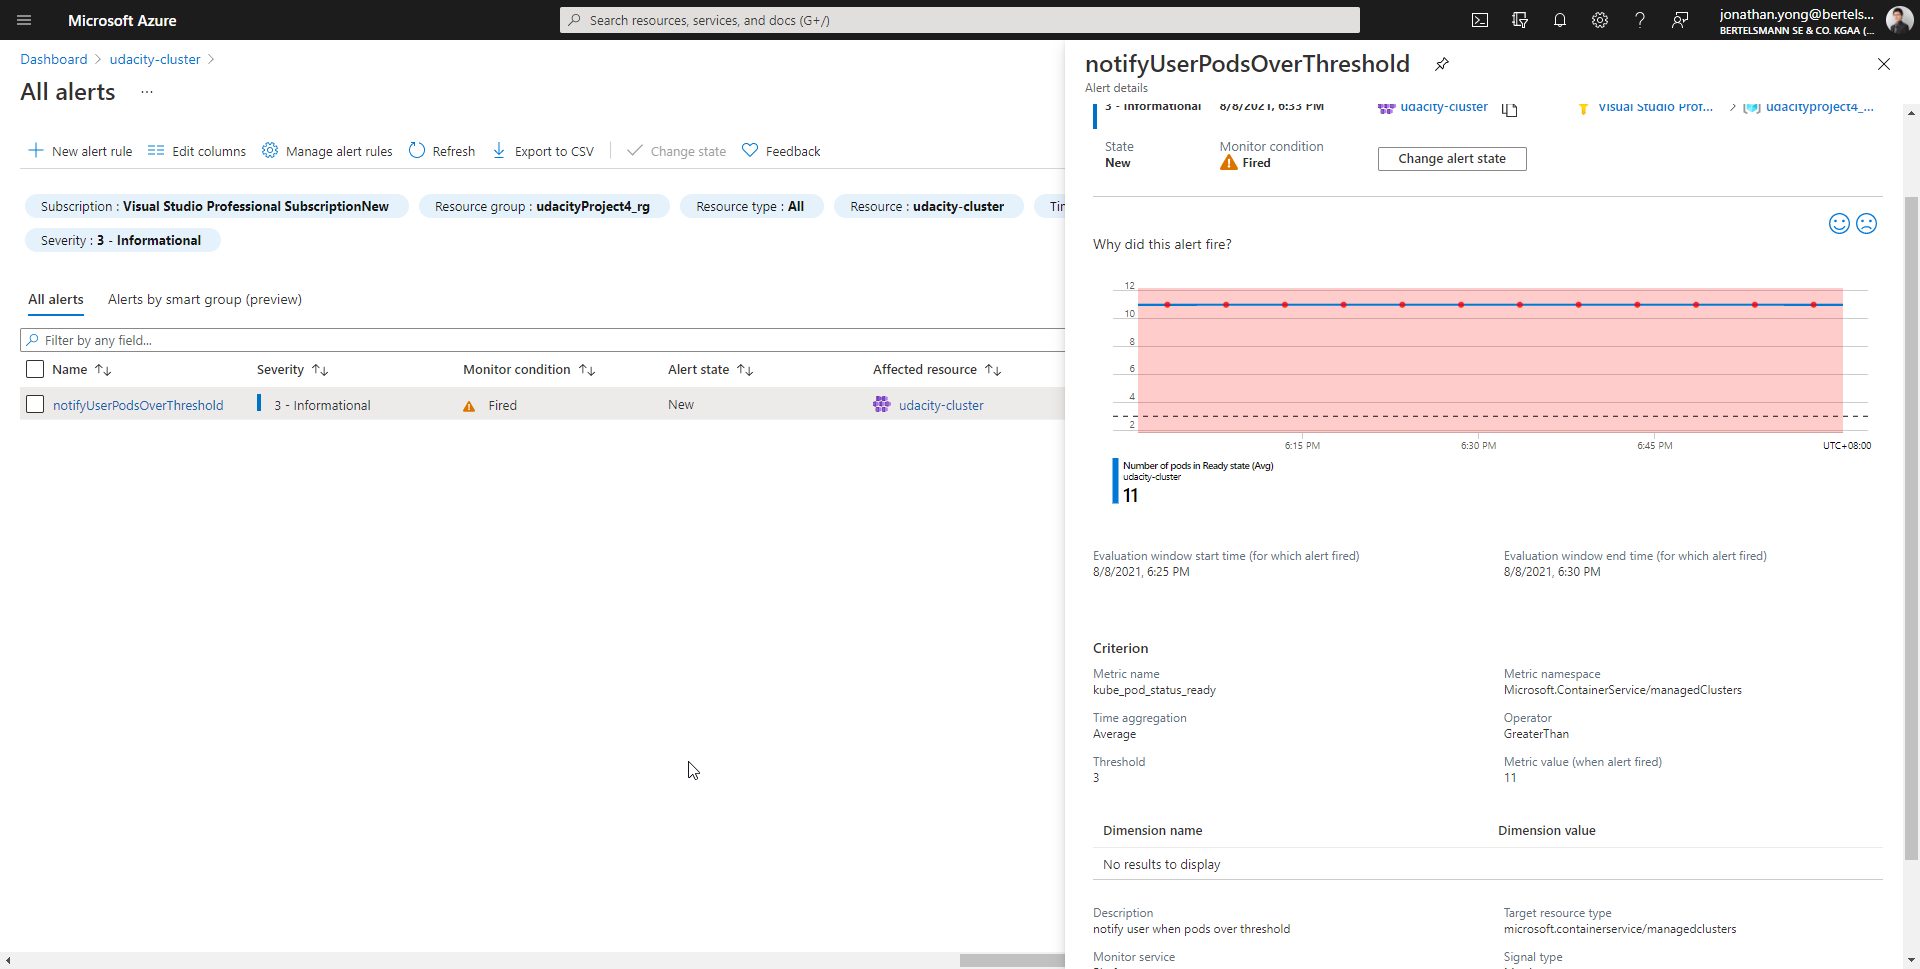 Microsoft Azure
Search resources, services, and docs (G+/)
jonathan.yong@bertels...
BERTELSMANN SE & CO. KGAA (...
Dashboard > udacity-cluster >
All alerts ...
New alert rule Edit columns Manage alert rules Refresh Export to CSV Change state Feedback
Subscription : Visual Studio Professional SubscriptionNew Resource group : udacityProject4_rg Resource type : All Resource : udacity-cluster
Severity : 3 - Informational
All alerts Alerts by smart group (preview)
Filter by any field...
Name Severity Monitor condition Alert state Affected resource
notifyUserPodsOverThreshold 3 - Informational Fired New udacity-cluster
notifyUserPodsOverThreshold
Alert details
3 - Informational 8/8/2021, 6:33 PM udacity-cluster Visual Studio Prof... > udacityproject4_...
State Monitor condition
New Fired
Change alert state
Why did this alert fire?
12
10
8
6
4
2
6:15 PM 6:30 PM 6:45 PM UTC+08:00
Number of pods in Ready state (Avg)
udacity-cluster
11
Evaluation window start time (for which alert fired) Evaluation window end time (for which alert fired)
8/8/2021, 6:25 PM 8/8/2021, 6:30 PM
Criterion
Metric name Metric namespace
kube_pod_status_ready Microsoft.ContainerService/managedClusters
Time aggregation Operator
Average GreaterThan
Threshold Metric value (when alert fired)
3 11
Dimension name Dimension value
No results to display
Description Target resource type
notify user when pods over threshold microsoft.containerservice/managedclusters
Monitor service Signal type